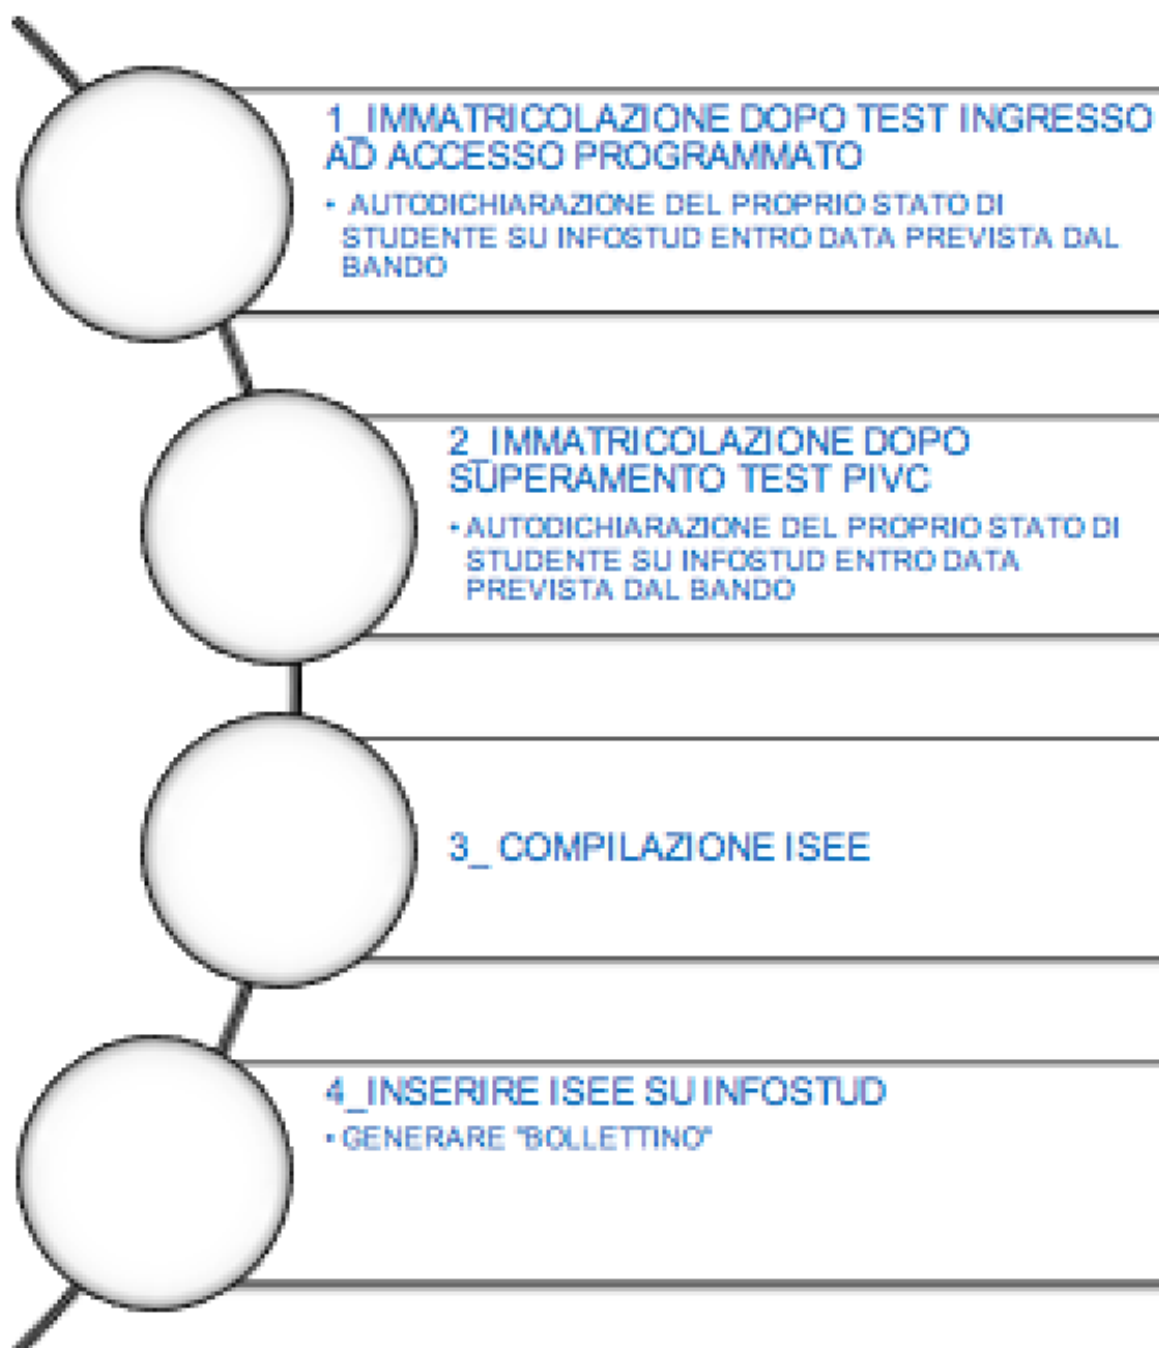 1_IMMATRICOLAZIONE DOPO TEST INGRESSO
AD ACCESSO PROGRAMMATO
• AUTODICHIARAZIONE DEL PROPRIO STATO DI
STUDENTE SU INFOSTUD ENTRO DATA PREVISTA DAL
BANDO
2_IMMATRICOLAZIONE DOPO
SUPERAMENTO TEST PIVC
• AUTODICHIARAZIONE DEL PROPRIO STATO DI
STUDENTE SU INFOSTUD ENTRO DATA
PREVISTA DAL BANDO
3_ COMPILAZIONE ISEE
4_INSERIRE ISEE SU INFOSTUD
• GENERARE "BOLLETTINO"